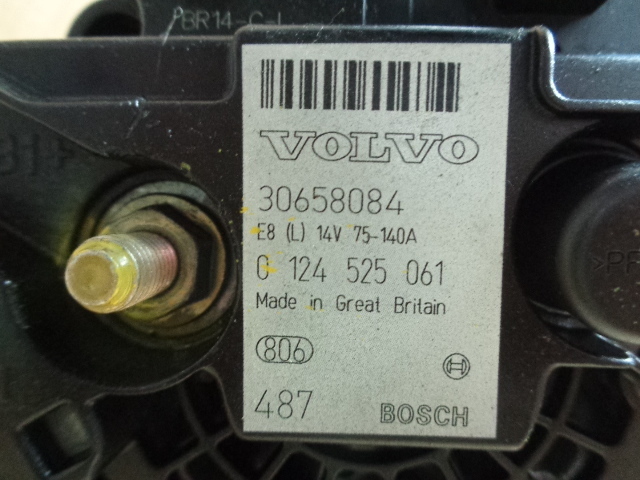 VOLVO
30658084
E8 (L) 14V 75-140A
0 124 525 061
Made in Great Britain
806
487
BOSCH